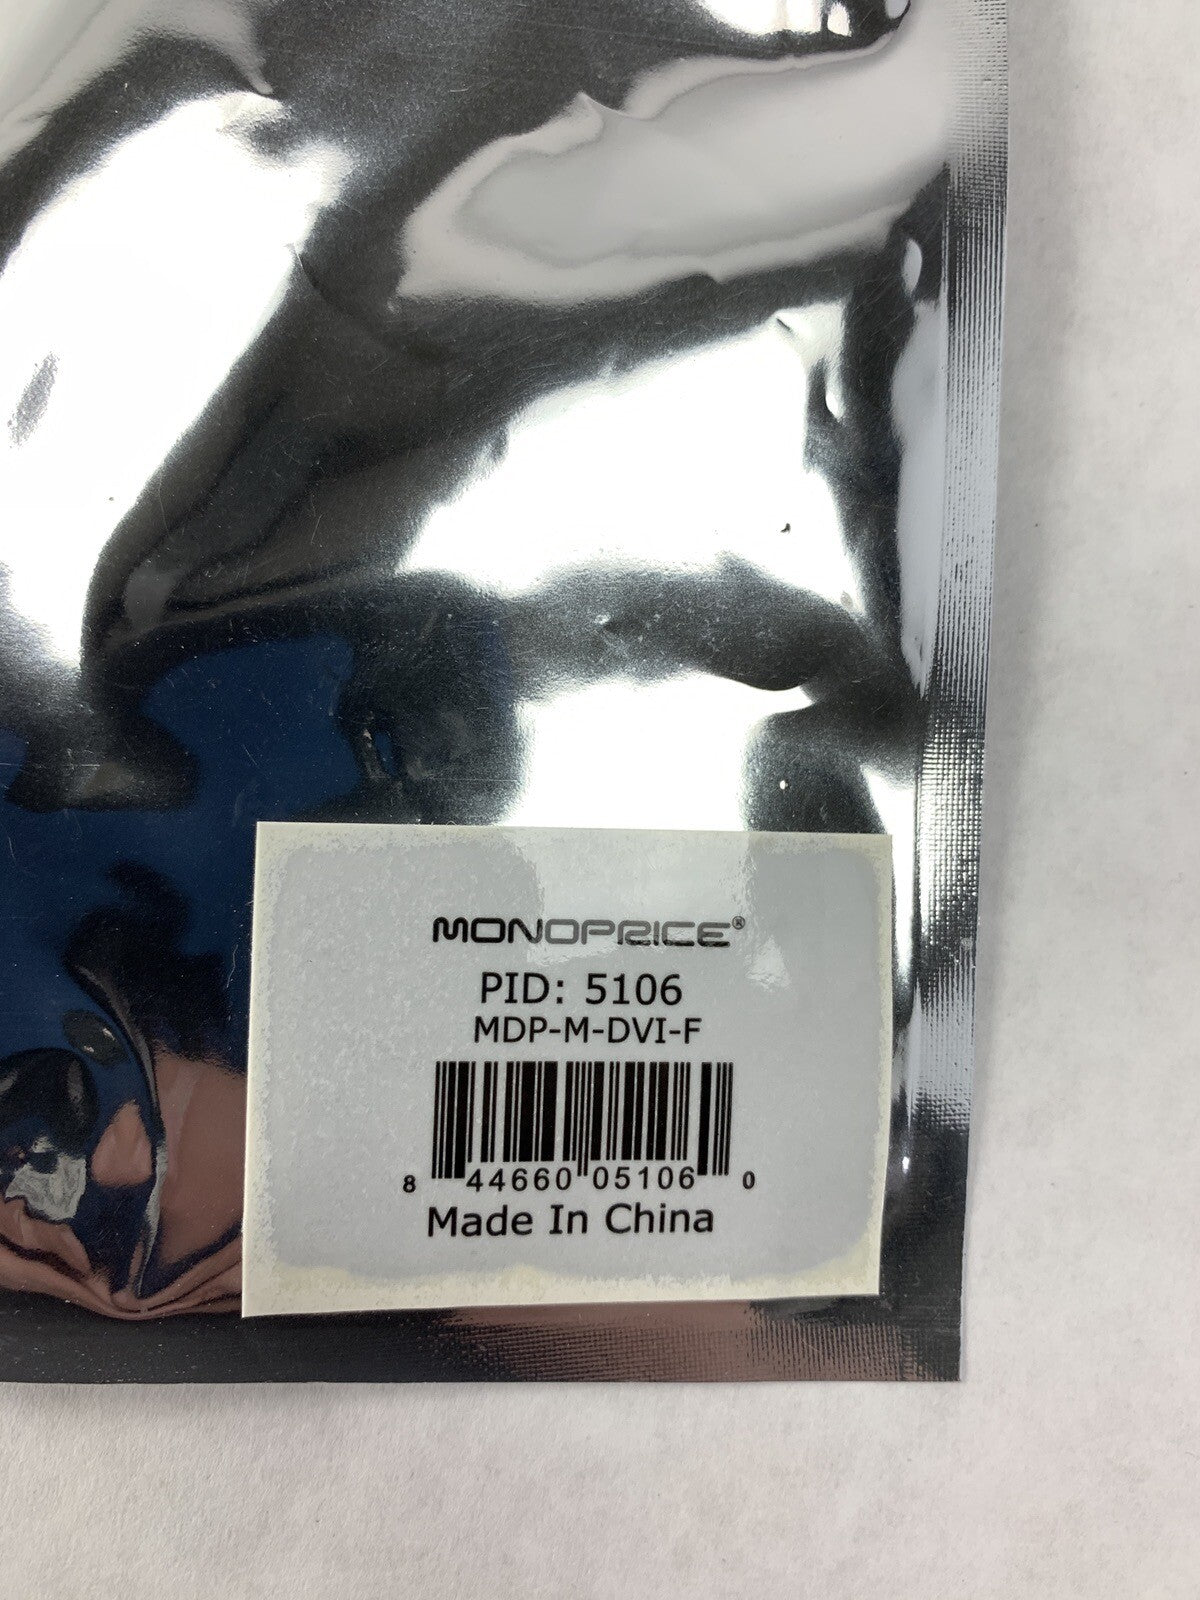 MONOPRICE®
PID: 5106
MDP-M-DVI-F
8 44660 05106 0
Made In China